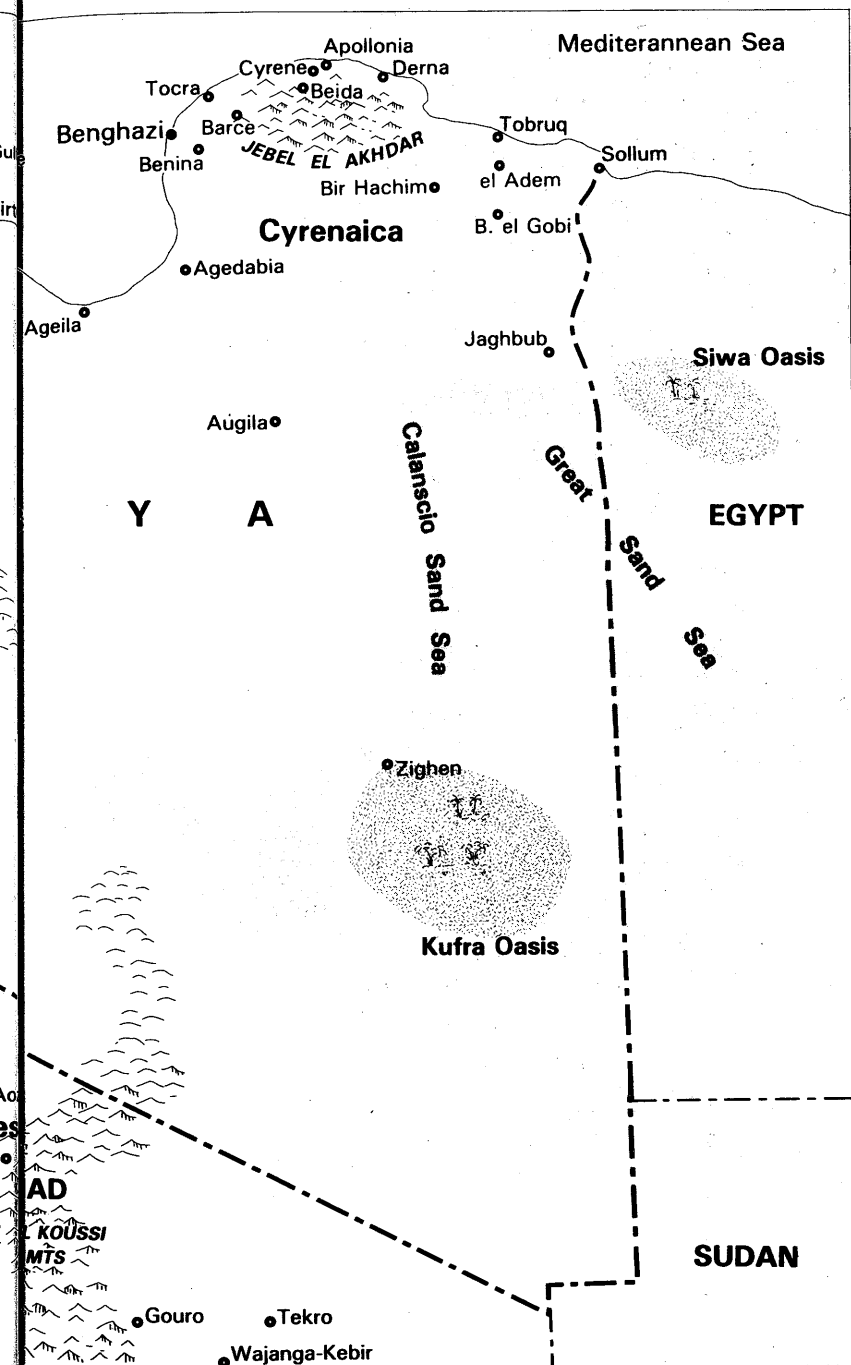 Mediterannean Sea
Apollonia
Cyrene
Derna
Tocra
Beida
Benghazi
Barce
Tobruq
JEBEL EL AKHDAR
Sollum
Benina
el Adem
Bir Hachim
B. el Gobi
Cyrenaica
Agedabia
Ageila
Jaghbub
Siwa Oasis
Augila
Calanscio Sand Sea
Great Sand Sea
Y A
EGYPT
Zighen
Kufra Oasis
AD
KOUSSI
MTS
SUDAN
Gouro
Tekro
Wajanga-Kebir